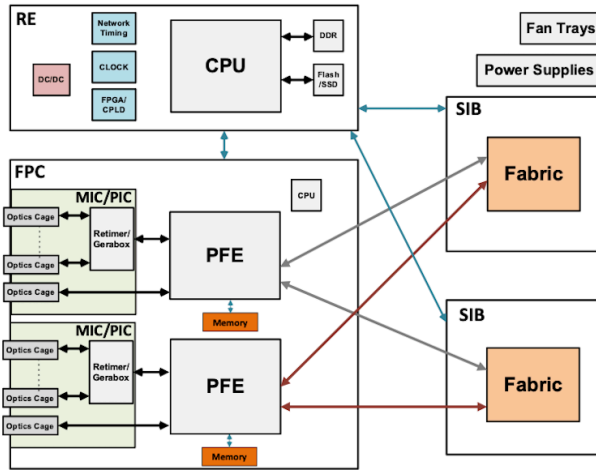 RE
Network
Timing
CLOCK
FPGA/
CPLD
DC/DC
CPU
DDR
Flash
/SSD
Fan Trays
Power Supplies
SIB
Fabric
FPC
CPU
MIC/PIC
Optics Cage
Optics Cage
Optics Cage
Retimer/
Gerabox
PFE
Memory
MIC/PIC
Optics Cage
Optics Cage
Optics Cage
Retimer/
Gerabox
PFE
Memory
SIB
Fabric